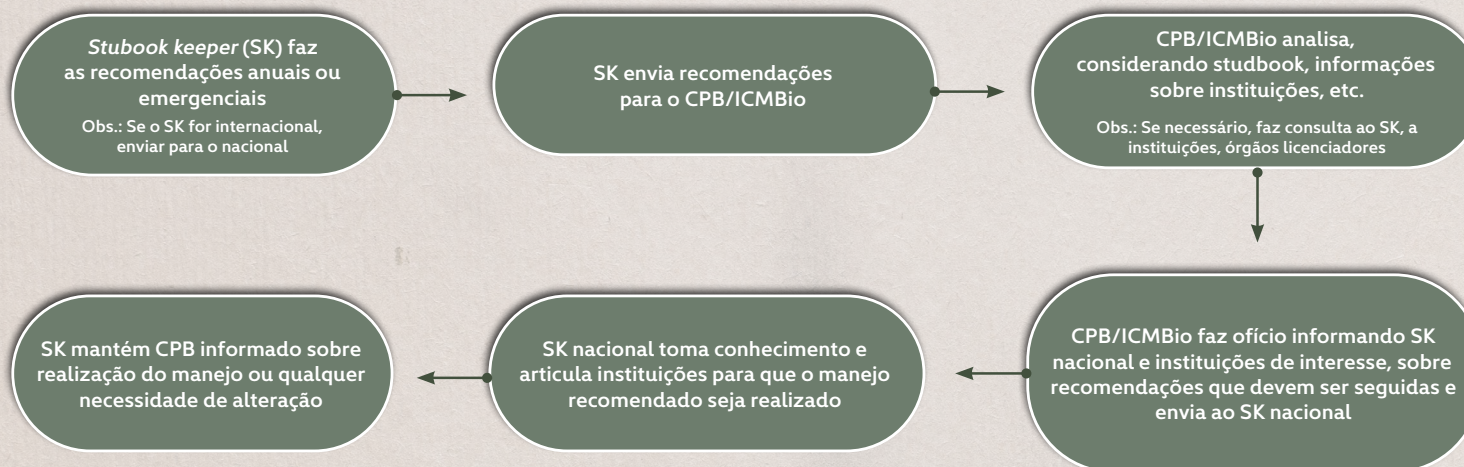 Stubook keeper (SK) faz
as recomendações anuais ou
emergenciais
Obs.: Se o SK for internacional,
enviar para o nacional
SK envia recomendações
para o CPB/ICMBio
CPB/ICMBio analisa,
considerando studbook, informações
sobre instituições, etc.
Obs.: Se necessário, faz consulta ao SK, a
instituições, órgãos licenciadores
CPB/ICMBio faz ofício informando SK
nacional e instituições de interesse, sobre
recomendações que devem ser seguidas e
envia ao SK nacional
SK nacional toma conhecimento e
articula instituições para que o manejo
recomendado seja realizado
SK mantém CPB informado sobre
realização do manejo ou qualquer
necessidade de alteração